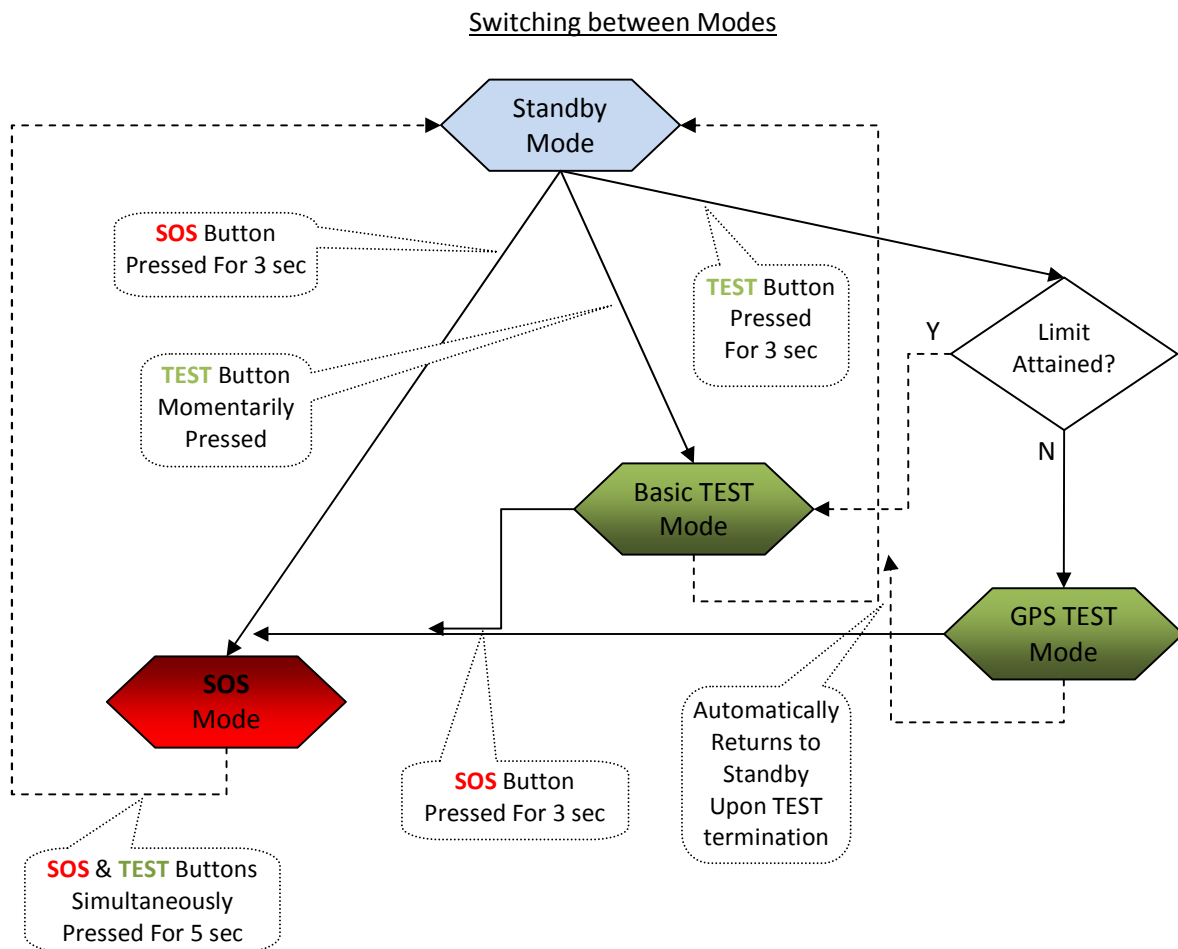 Switching between Modes
Standby
Mode
SOS Button
Pressed For 3 sec
TEST Button
Pressed
For 3 sec
Y
Limit
Attained?
TEST Button
Momentarily
Pressed
N
Basic TEST
Mode
GPS TEST
Mode
SOS
Mode
Automatically
Returns to
Standby
Upon TEST
termination
SOS Button
Pressed For 3 sec
SOS & TEST Buttons
Simultaneously
Pressed For 5 sec